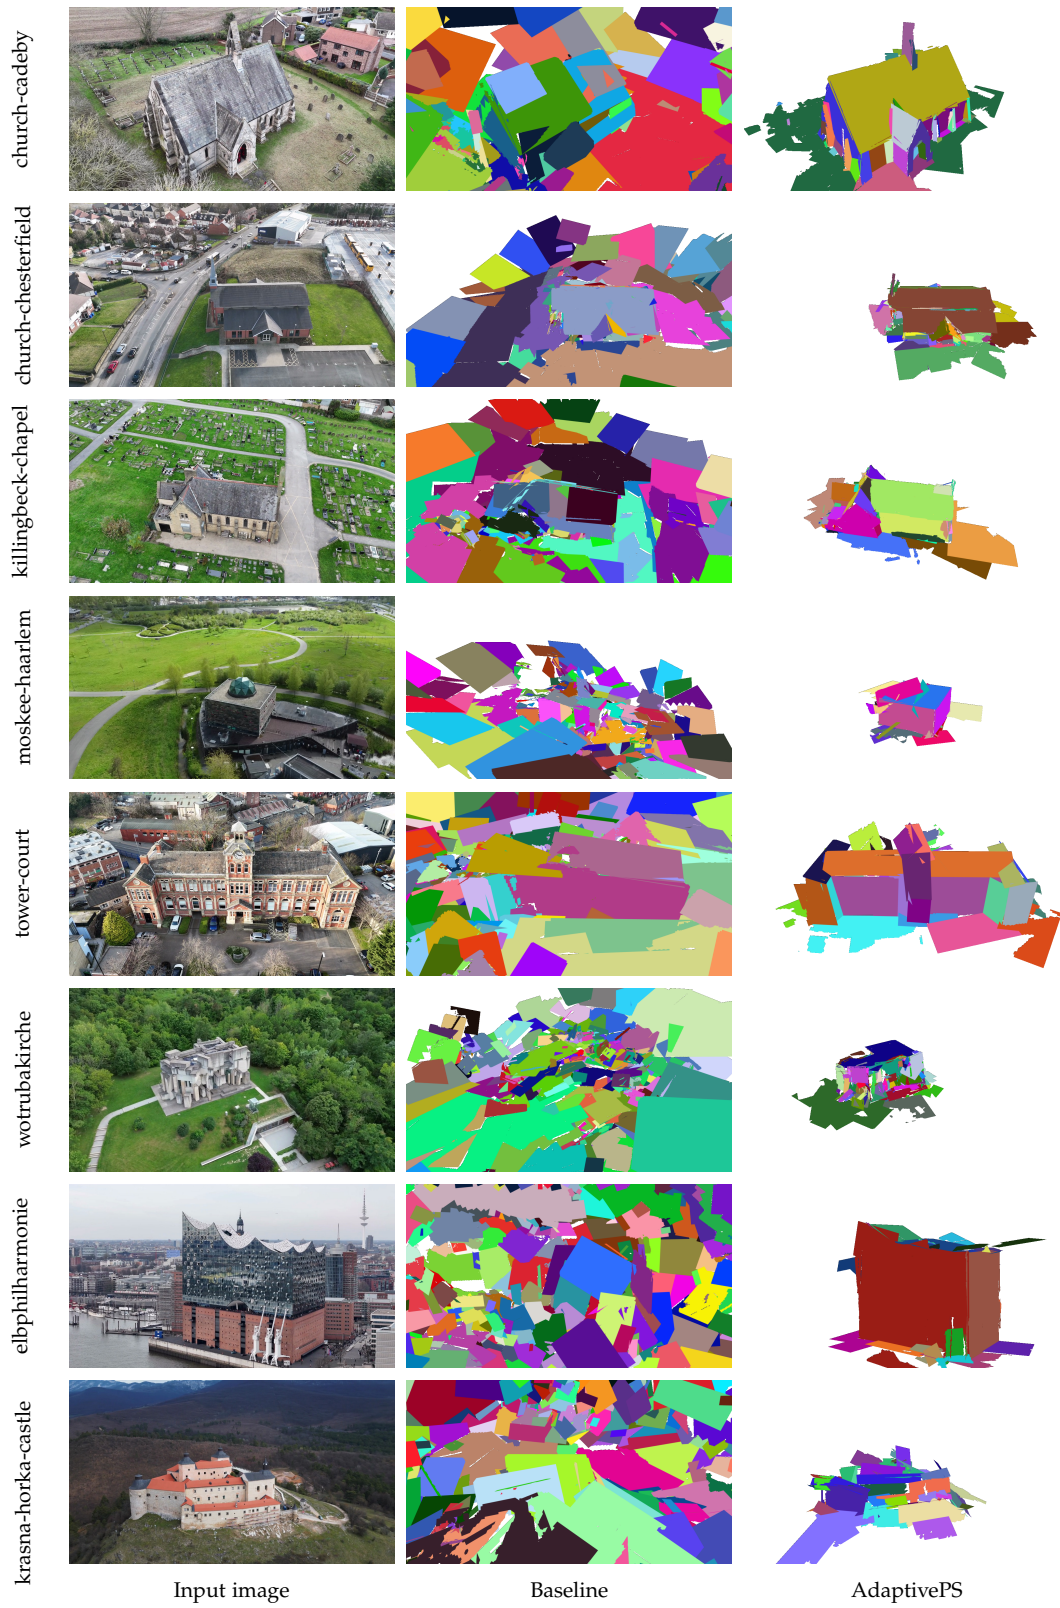 church-cadeby
church-chesterfield
killingbeck-chapel
moskee-haarlem
tower-court
wotrubakirche
elbphilharmonie
krasna-horka-castle
Input image
Baseline
AdaptivePS